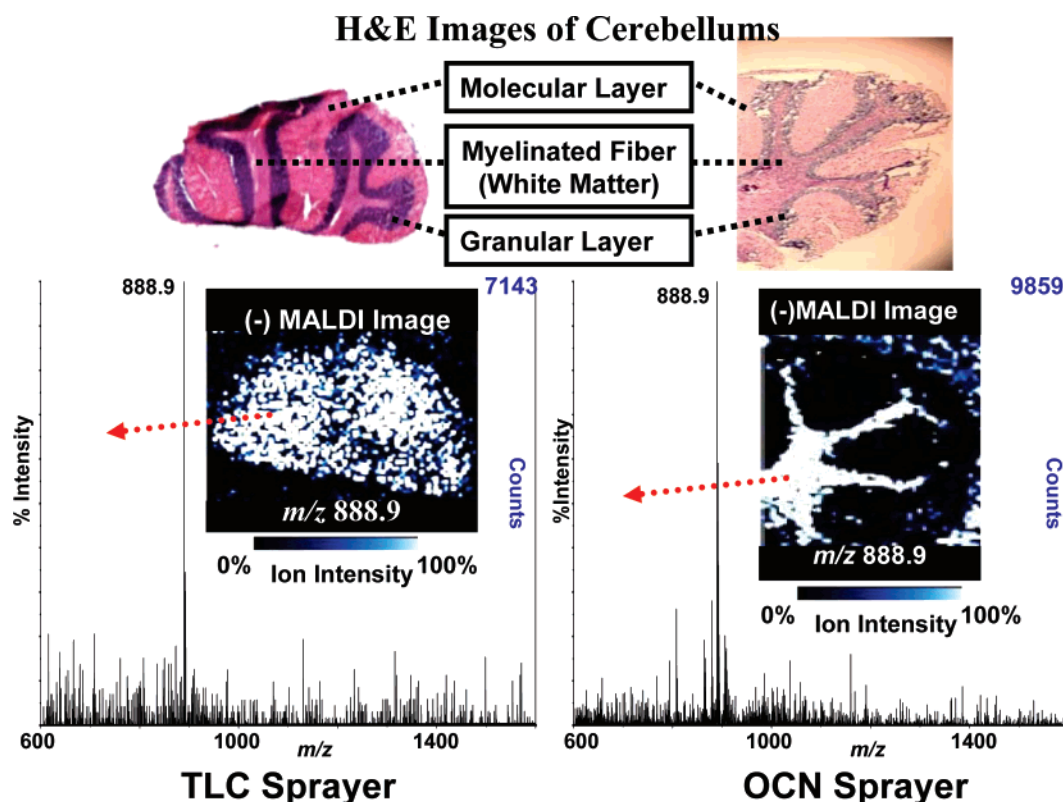 H&E Images of Cerebellums
Molecular Layer
Myelinated Fiber
(White Matter)
Granular Layer
888.9
7143
(-) MALDI Image
m/z 888.9
0%
100%
Ion Intensity
% Intensity
Counts
600
1000
m/z
1400
TLC Sprayer
888.9
9859
(-)MALDI Image
m/z 888.9
0%
100%
Ion Intensity
%Intensity
Counts
600
1000
m/z
1400
OCN Sprayer